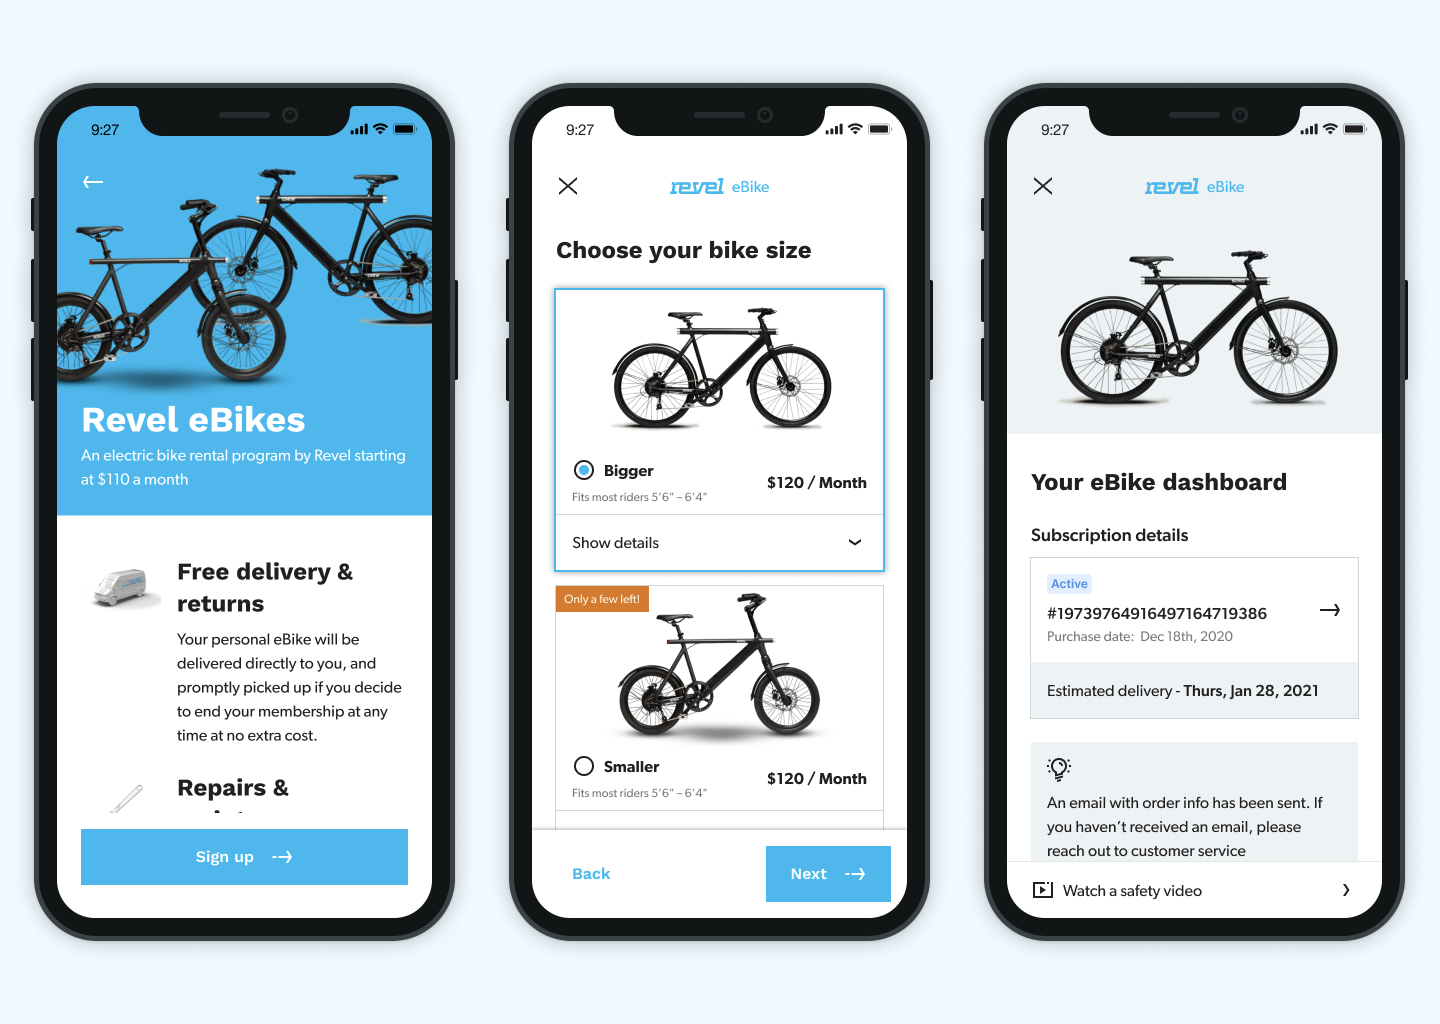 9:27
Revel eBikes
An electric bike rental program by Revel starting
at $110 a month
Free delivery &
returns
Your personal eBike will be
delivered directly to you, and
promptly picked up if you decide
to end your membership at any
time at no extra cost.
Repairs &
Sign up
9:27
revel eBike
Choose your bike size
Bigger
$120 / Month
Fits most riders 5’6" – 6’4"
Show details
Only a few left!
Smaller
$120 / Month
Fits most riders 5’6" – 6’4"
Back
Next
9:27
revel eBike
Your eBike dashboard
Subscription details
Active
#19739764916497164719386
Purchase date: Dec 18th, 2020
Estimated delivery - Thurs, Jan 28, 2021
An email with order info has been sent. If
you haven’t received an email, please
reach out to customer service
Watch a safety video